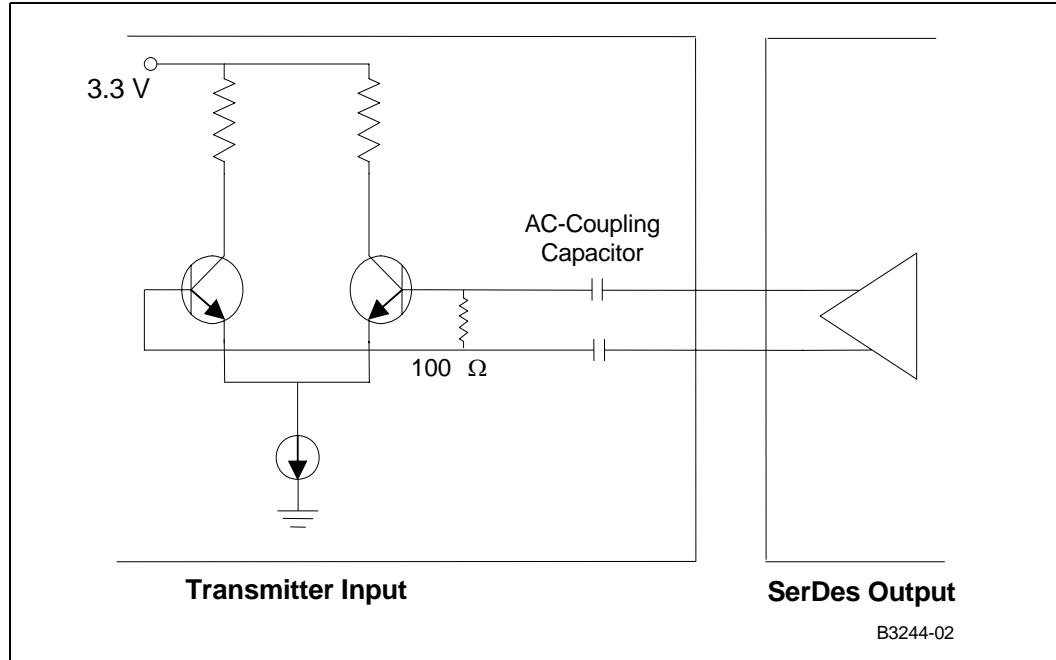 3.3 V
AC-Coupling
Capacitor
100 Ω
Transmitter Input
SerDes Output
B3244-02